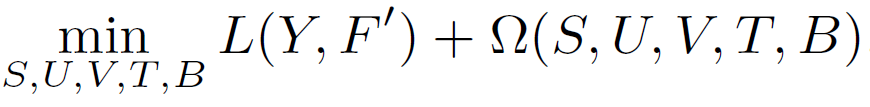 min L(Y, F′) + Ω(S, U, V, T, B)
S,U,V,T,B